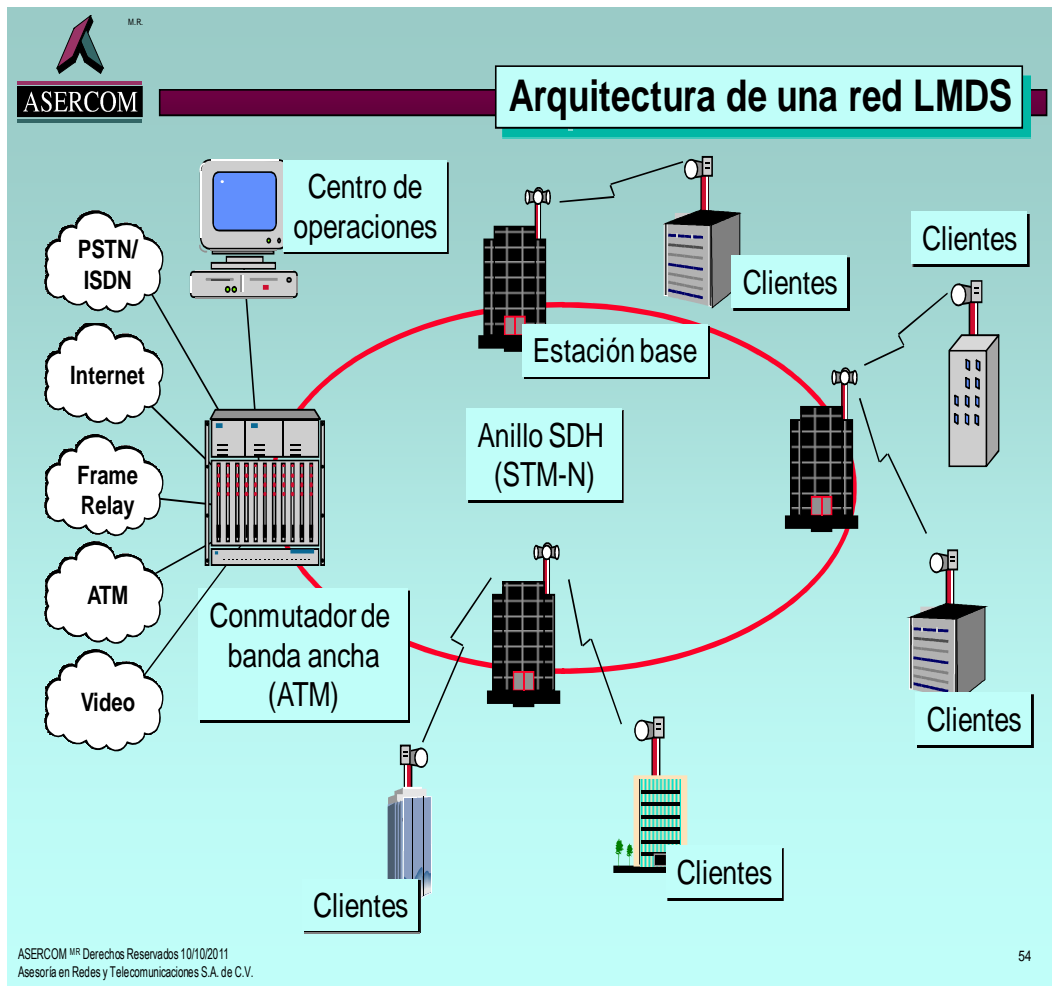 M.R.
ASERCOM
Arquitectura de una red LMDS
Centro de
operaciones
PSTN/
ISDN
Internet
Frame
Relay
ATM
Video
Clientes
Clientes
Estación base
Anillo SDH
(STM-N)
Conmutador de
banda ancha
(ATM)
Clientes
Clientes
Clientes
ASERCOM MR Derechos Reservados 10/10/2011
Asesoría en Redes y Telecomunicaciones S.A. de C.V.
54